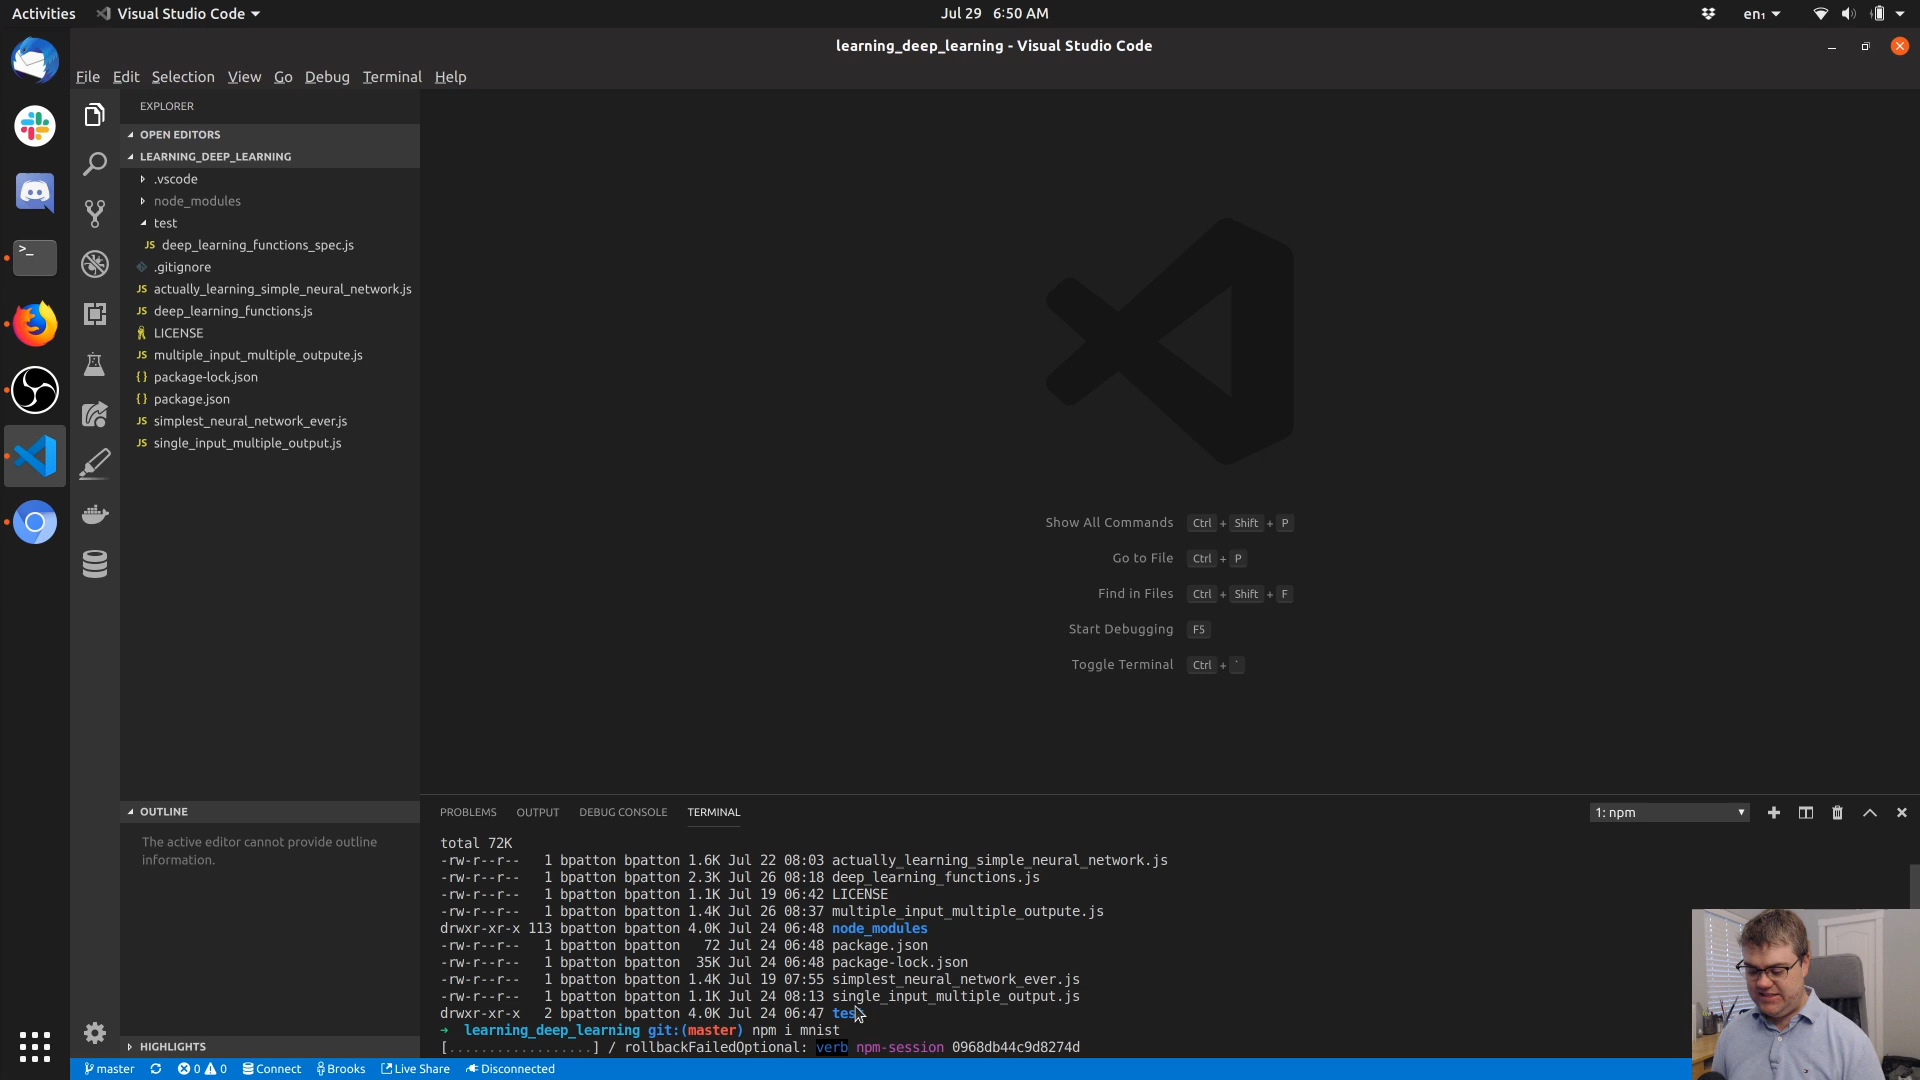 Activities
Visual Studio Code
Jul 29 6:50 AM
en₁
learning_deep_learning - Visual Studio Code
File Edit Selection View Go Debug Terminal Help
EXPLORER
OPEN EDITORS
LEARNING_DEEP_LEARNING
.vscode
node_modules
test
JS deep_learning_functions_spec.js
.gitignore
JS actually_learning_simple_neural_network.js
JS deep_learning_functions.js
LICENSE
JS multiple_input_multiple_outpute.js
{} package-lock.json
{} package.json
JS simplest_neural_network_ever.js
JS single_input_multiple_output.js
Show All Commands Ctrl + Shift + P
Go to File Ctrl + P
Find in Files Ctrl + Shift + F
Start Debugging F5
Toggle Terminal Ctrl + `
OUTLINE
The active editor cannot provide outline
information.
HIGHLIGHTS
PROBLEMS OUTPUT DEBUG CONSOLE TERMINAL
1: npm
total 72K
-rw-r--r-- 1 bpatton bpatton 1.6K Jul 22 08:03 actually_learning_simple_neural_network.js
-rw-r--r-- 1 bpatton bpatton 2.3K Jul 26 08:18 deep_learning_functions.js
-rw-r--r-- 1 bpatton bpatton 1.1K Jul 19 06:42 LICENSE
-rw-r--r-- 1 bpatton bpatton 1.4K Jul 26 08:37 multiple_input_multiple_outpute.js
drwxr-xr-x 113 bpatton bpatton 4.0K Jul 24 06:48 node_modules
-rw-r--r-- 1 bpatton bpatton 72 Jul 24 06:48 package.json
-rw-r--r-- 1 bpatton bpatton 35K Jul 24 06:48 package-lock.json
-rw-r--r-- 1 bpatton bpatton 1.4K Jul 19 07:55 simplest_neural_network_ever.js
-rw-r--r-- 1 bpatton bpatton 1.1K Jul 24 08:13 single_input_multiple_output.js
drwxr-xr-x 2 bpatton bpatton 4.0K Jul 24 06:47 test
➜ learning_deep_learning git:(master) npm i mnist
[..................] / rollbackFailedOptional: verb npm-session 0968db44c9d8274d
master 0 0 Connect Brooks Live Share Disconnected